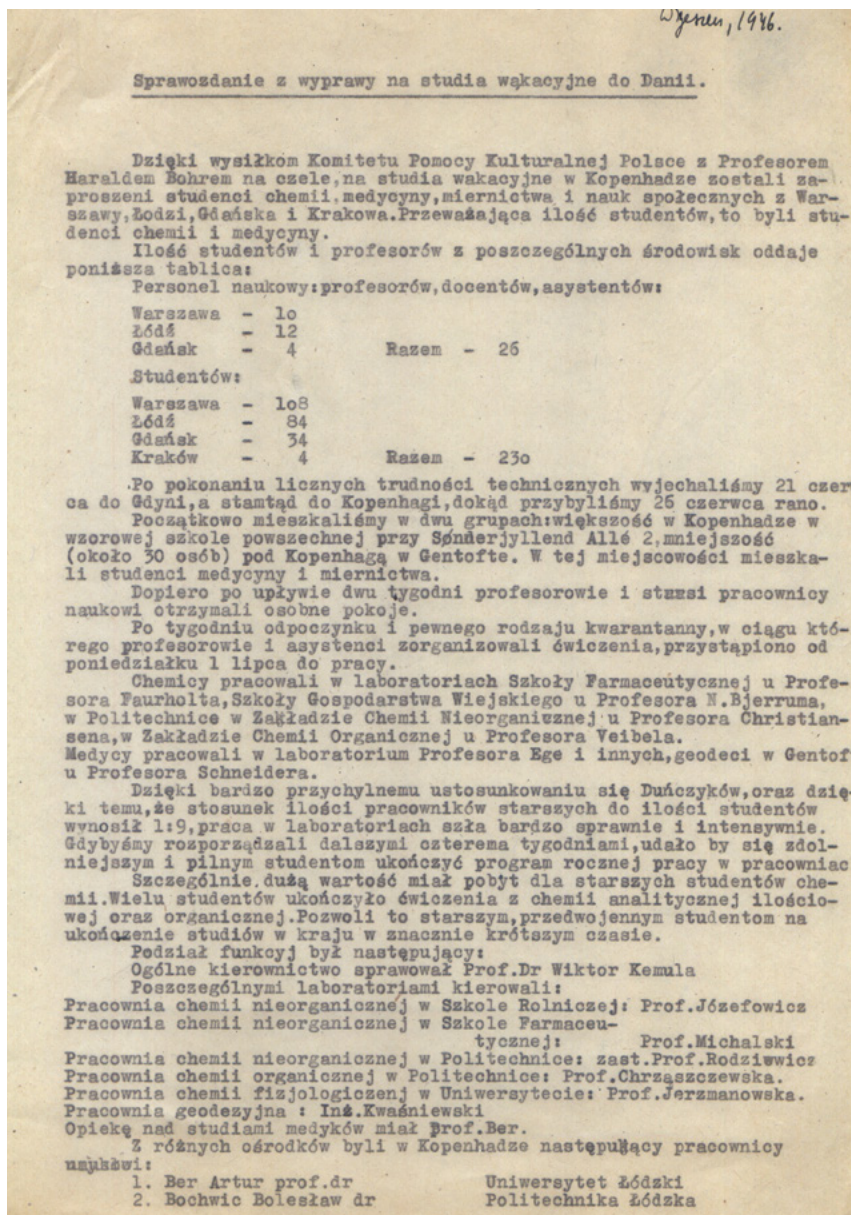 Wrzesień, 1946.
Sprawozdanie z wyprawy na studia wąkacyjne do Danii.
Dzięki wysiłkom Komitetu Pomocy Kulturalnej Polsce z Profesorem
Haraldem Bohrem na czele,na studia wakacyjne w Kopenhadze zostali za-
proszeni studenci chemii,medycyny,miernictwa i nauk społecznych z War-
szawy,Łodzi,Gdańska i Krakowa.Przeważająca ilość studentów,to byli stu-
denci chemii i medycyny.
Ilość studentów i profesorów z poszczególnych środowisk oddaje
poniższa tablica:
Personel naukowy:profesorów,docentów,asystentów:
Warszawa - 1o
Łódź - 12
Gdańsk - 4 Razem - 26
Studentów:
Warszawa - 1o8
Łódź - 84
Gdańsk - 34
Kraków - 4 Razem - 23o
Po pokonaniu licznych trudności technicznych wyjechaliśmy 21 czer
ca do Gdyni,a stamtąd do Kopenhagi,dokąd przybyliśmy 26 czerwca rano.
Początkowo mieszkaliśmy w dwu grupach:większość w Kopenhadze w
wzorowej szkole powszechnej przy Sønderjyllend Allé 2,mniejszość
(około 30 osób) pod Kopenhagą w Gentofte. W tej miejscowości mieszka-
li studenci medycyny i miernictwa.
Dopiero po upływie dwu tygodni profesorowie i starsi pracownicy
naukowi otrzymali osobne pokoje.
Po tygodniu odpoczynku i pewnego rodzaju kwarantanny,w ciągu któ-
rego profesorowie i asystenci zorganizowali ćwiczenia,przystąpiono od
poniedziałku 1 lipca do pracy.
Chemicy pracowali w laboratoriach Szkoły Farmaceutycznej u Profe-
sora Faurholta,Szkoły Gospodarstwa Wiejskiego u Profesora N.Bjerruma,
w Politechnice w Zakładzie Chemii Nieorganicznej u Profesora Christian-
sena,w Zakładzie Chemii Organicznej u Profesora Veibela.
Medycy pracowali w laboratorium Profesora Ege i innych,geodeci w Gentof
u Profesora Schneidera.
Dzięki bardzo przychylnemu ustosunkowaniu się Duńczyków,oraz dzię-
ki temu,że stosunek ilości pracowników starszych do ilości studentów
wynosił 1:9,praca w laboratoriach szła bardzo sprawnie i intensywnie.
Gdybyśmy rozporządzali dalszymi czterema tygodniami,udało by się zdol-
niejszym i pilnym studentom ukończyć program rocznej pracy w pracowniac
Szczególnie dużą wartość miał pobyt dla starszych studentów che-
mii.Wielu studentów ukończyło ćwiczenia z chemii analitycznej ilościo-
wej oraz organicznej.Pozwoli to starszym,przedwojennym studentom na
ukończenie studiów w kraju w znacznie krótszym czasie.
Podział funkcyj był następujący:
Ogólne kierownictwo sprawował Prof.Dr Wiktor Kemula
Poszczególnymi laboratoriami kierowali:
Pracownia chemii nieorganicznej w Szkole Rolniczej: Prof.Józefowicz
Pracownia chemii nieorganicznej w Szkole Farmaceu-
tycznej: Prof.Michalski
Pracownia chemii nieorganicznej w Politechnice: zast.Prof.Rodziewicz
Pracownia chemii organicznej w Politechnice: Prof.Chrząszczewska.
Pracownia chemii fizjologiczenj w Uniwersytecie: Prof.Jerzmanowska.
Pracownia geodezyjna : Inż.Kwaśniewski
Opiekę nad studiami medyków miał Prof.Ber.
Z różnych ośrodków byli w Kopenhadze następujący pracownicy
naukowi:
1. Ber Artur prof.dr Uniwersytet Łódzki
2. Bochwic Bolesław dr Politechnika Łódzka